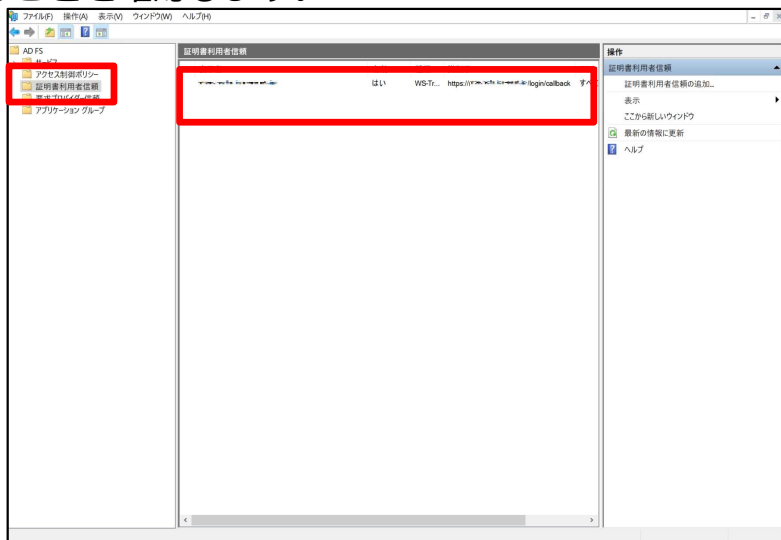 ファイル(F) 操作(A) 表示(V) ウィンドウ(W) ヘルプ(H)
AD FS
アクセス制御ポリシー
証明書利用者信頼
アプリケーション グループ
証明書利用者信頼
はい WS-Tr... https:// /login/callback すべ
操作
証明書利用者信頼
証明書利用者信頼の追加...
表示
ここから新しいウィンドウ
最新の情報に更新
ヘルプ